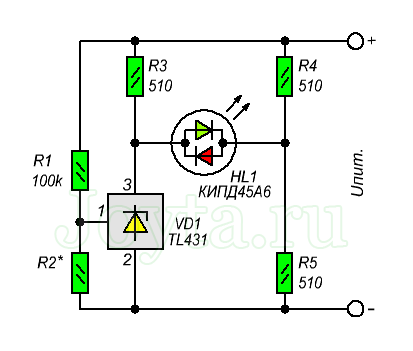 +
R3
510
R4
510
R1
100k
HL1
КИПД45А6
Uпит.
3
1
2
VD1
TL431
R2*
R5
510
-
Joyta.ru